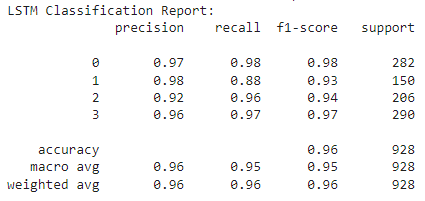 LSTM Classification Report:
precision recall f1-score support
0 0.97 0.98 0.98 282
1 0.98 0.88 0.93 150
2 0.92 0.96 0.94 206
3 0.96 0.97 0.97 290
accuracy 0.96 928
macro avg 0.96 0.95 0.95 928
weighted avg 0.96 0.96 0.96 928